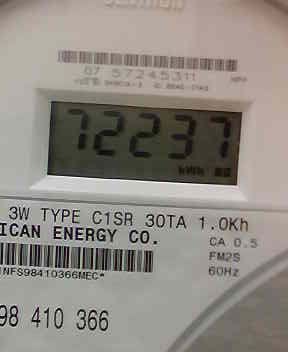 07 57245311
72237
kWh
3W TYPE C1SR 30TA 1.0Kh
ICAN ENERGY CO.
CA 0.5
FM2S
60Hz
NFS98410366MEC*
98 410 366